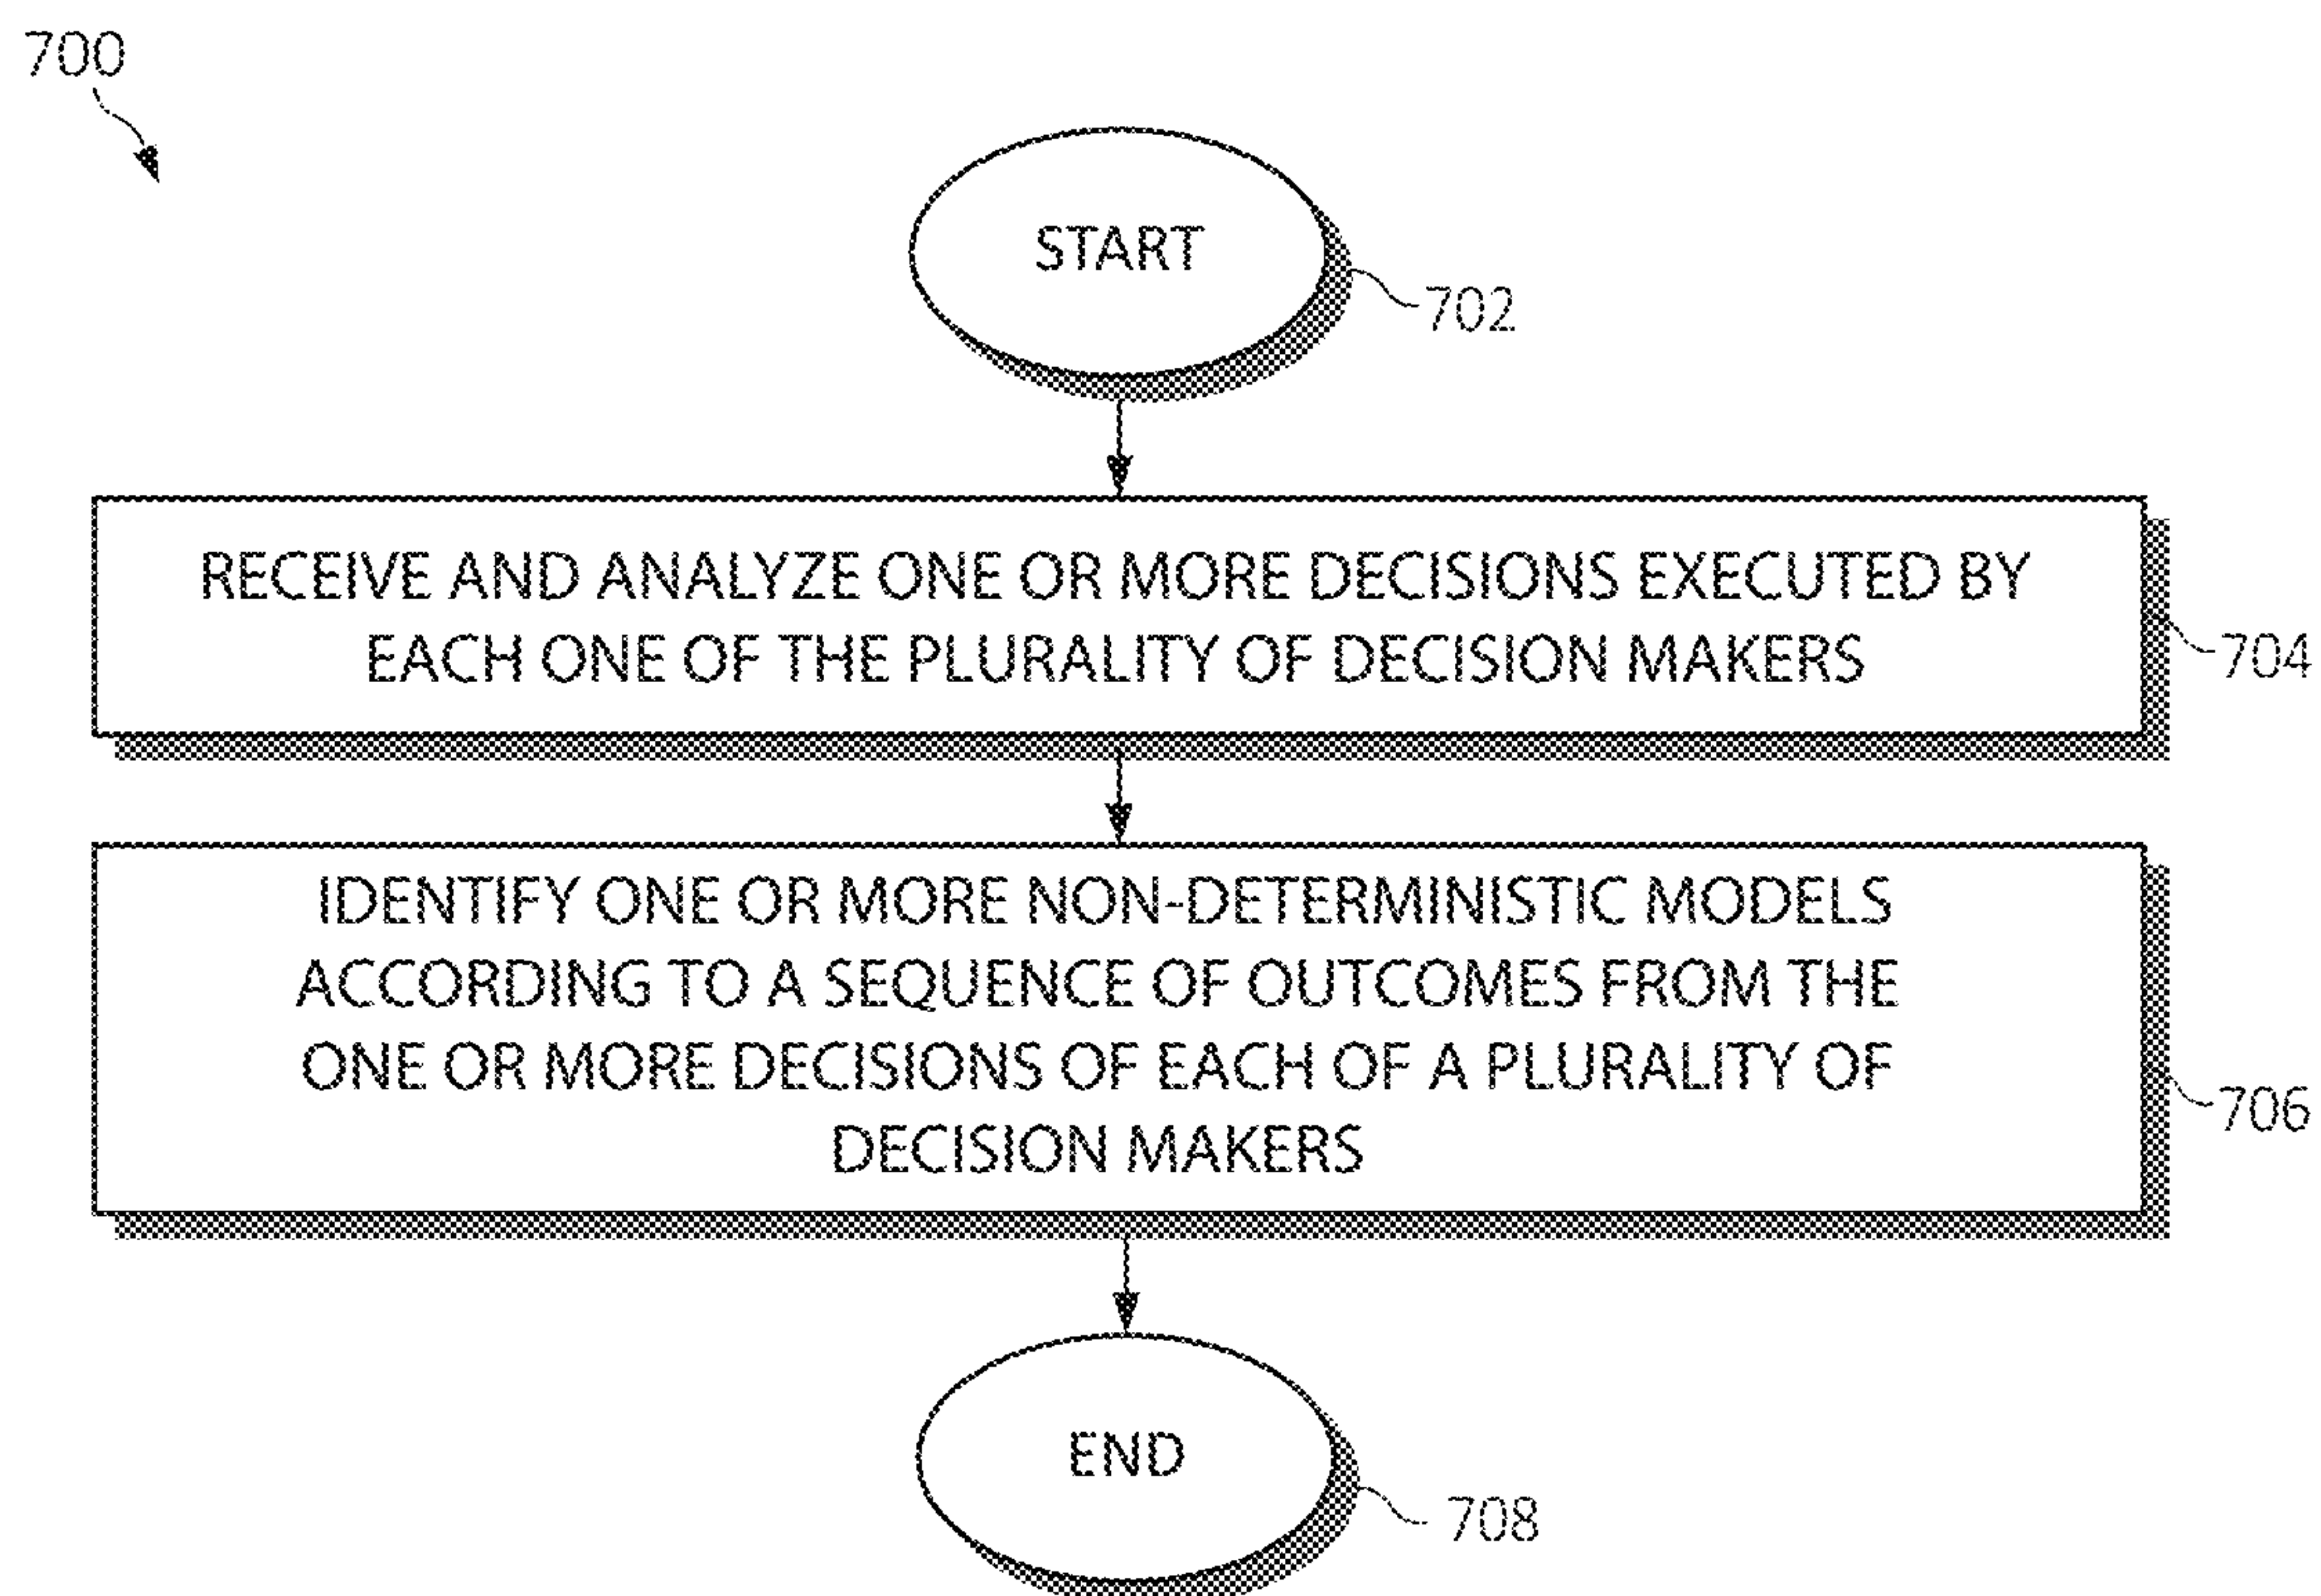 700
START
702
RECEIVE AND ANALYZE ONE OR MORE DECISIONS EXECUTED BY
EACH ONE OF THE PLURALITY OF DECISION MAKERS
704
IDENTIFY ONE OR MORE NON-DETERMINISTIC MODELS
ACCORDING TO A SEQUENCE OF OUTCOMES FROM THE
ONE OR MORE DECISIONS OF EACH OF A PLURALITY OF
DECISION MAKERS
706
END
708